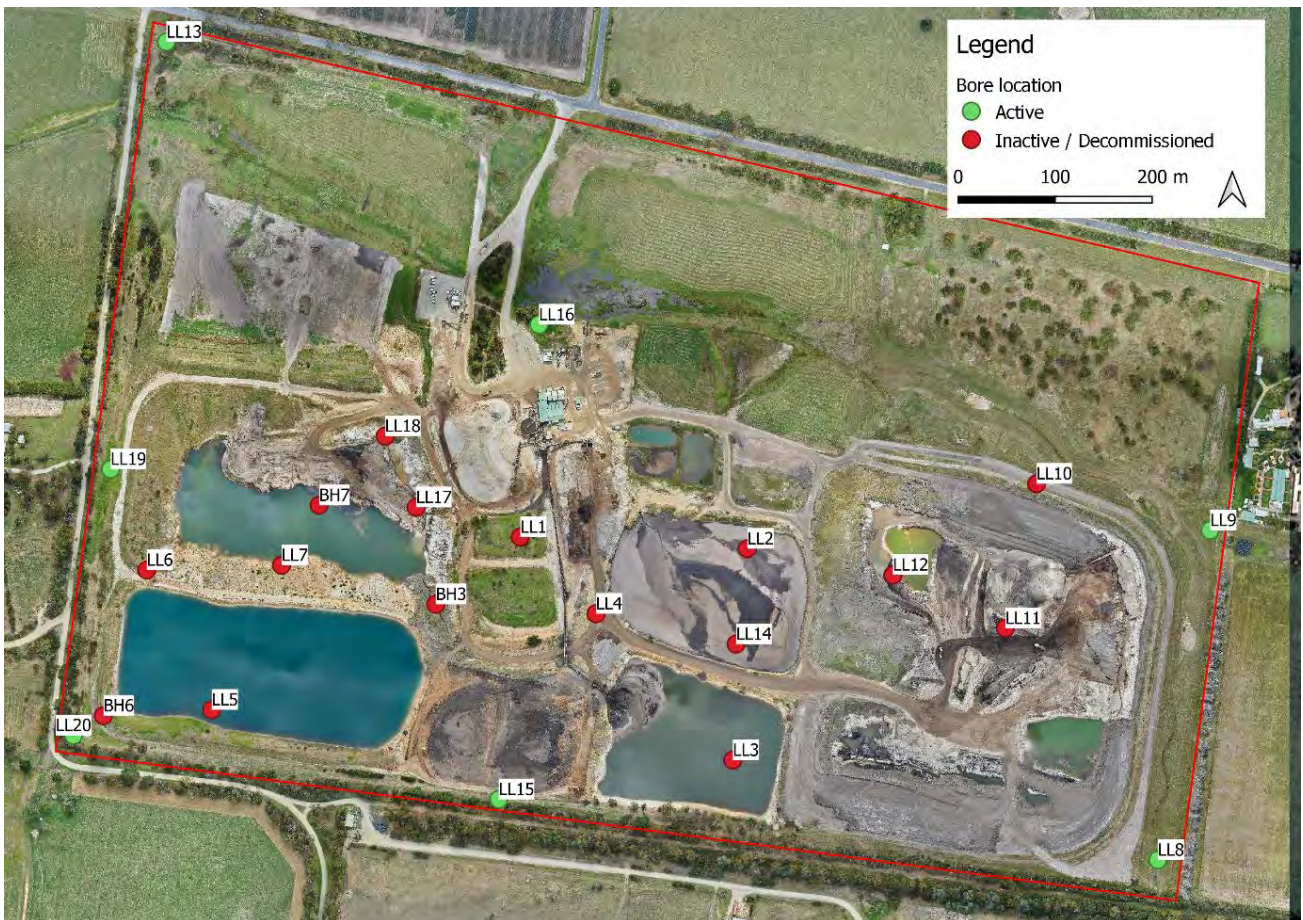 LL13
Legend
Bore location
Active
Inactive / Decommissioned
0 100 200 m
LL16
LL18
LL19
LL10
BH7
LL17
LL9
LL1
LL2
LL7
LL6
LL12
BH3
LL4
LL11
LL14
LL5
BH6
LL20
LL3
LL15
LL8